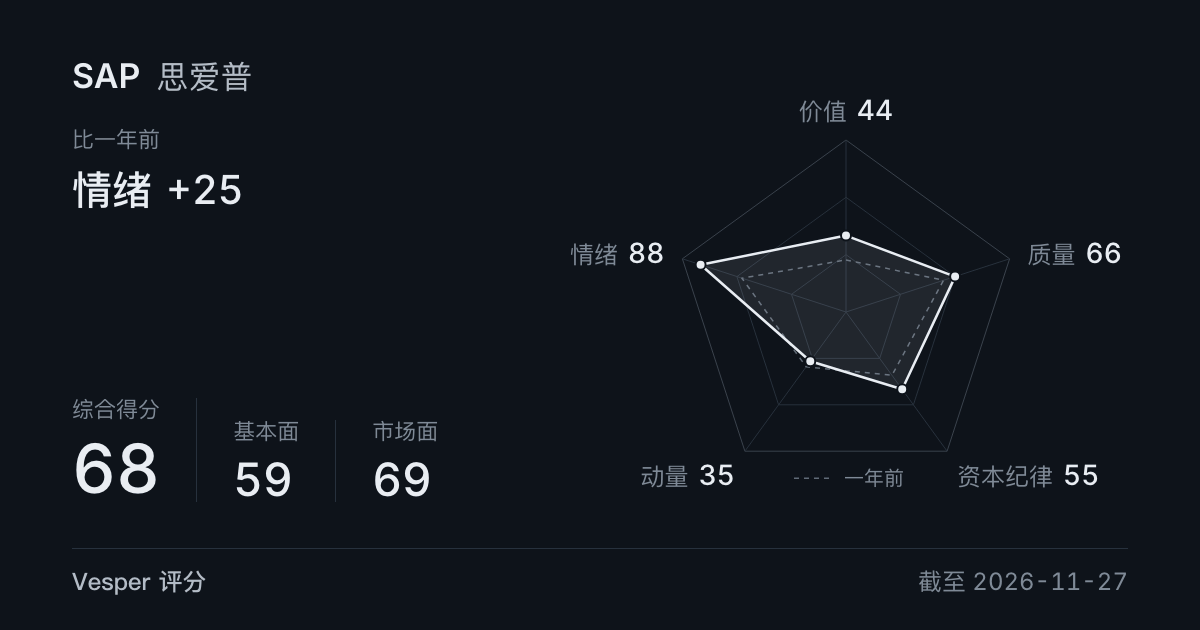 SAP 思爱普
比一年前
情绪 +25
价值 44
情绪 88
质量 66
动量 35
一年前
资本纪律 55
综合得分
68
基本面
59
市场面
69
Vesper 评分
截至 2026-11-27